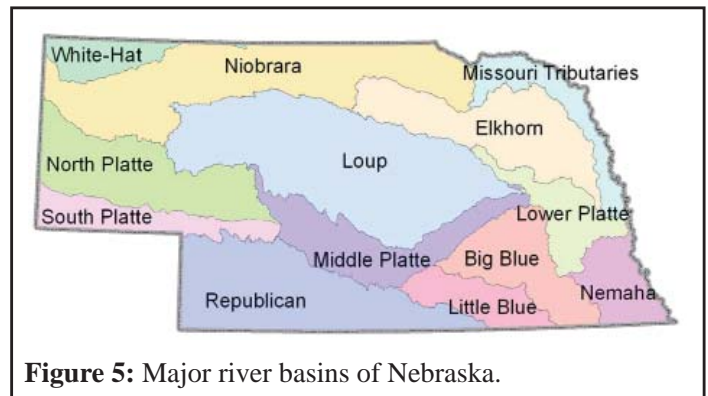 White-Hat
Niobrara
Missouri Tributaries
Elkhorn
Loup
North Platte
South Platte
Lower Platte
Middle Platte
Big Blue
Nemaha
Republican
Little Blue
Figure 5: Major river basins of Nebraska.